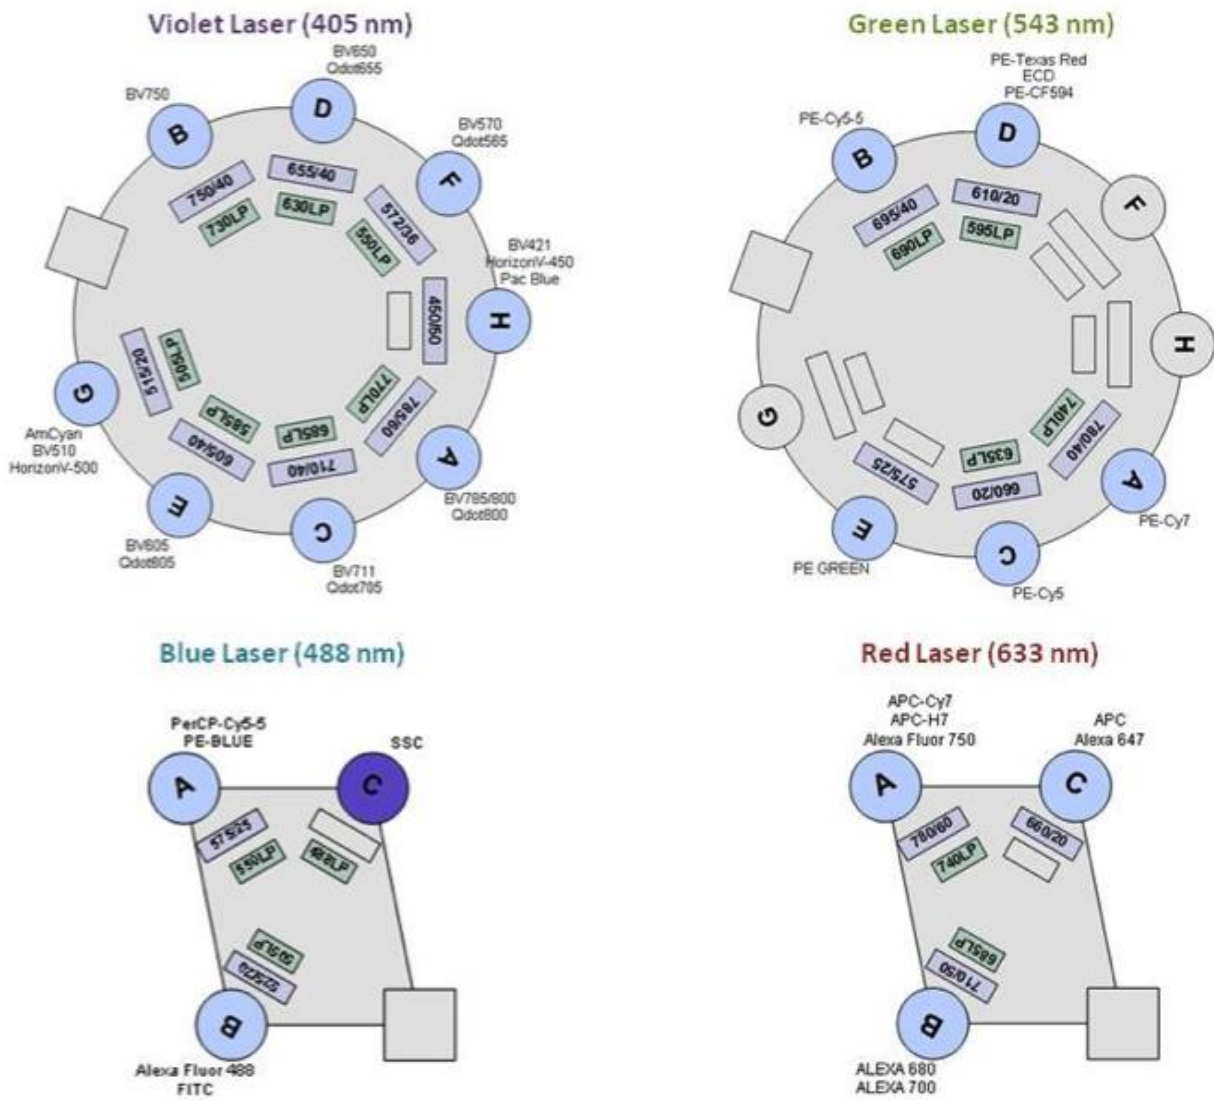 Violet Laser (405 nm)
BV650
Qdot655
D
BV750
B
BV570
Qdot565
F
750/40
730LP
655/40
630LP
572/36
550LP
BV421
HorizonV-450
Pac Blue
H
450/50
515/20
505LP
G
AmCyan
BV510
HorizonV-500
585LP
605/40
E
BV605
Qdot605
685LP
710/40
C
BV711
Qdot705
770LP
785/60
A
BV785/800
Qdot800
Green Laser (543 nm)
PE-Texas Red
ECD
PE-CF594
D
PE-Cy5-5
B
F
695/40
690LP
610/20
595LP
H
G
575/25
E
PE GREEN
635LP
660/20
C
PE-Cy5
740LP
780/40
A
PE-Cy7
Blue Laser (488 nm)
PerCP-Cy5-5
PE-BLUE
A
SSC
C
575/25
550LP
488LP
505LP
525/20
B
Alexa Fluor 488
FITC
Red Laser (633 nm)
APC-Cy7
APC-H7
Alexa Fluor 750
A
APC
Alexa 647
C
780/60
740LP
660/20
685LP
710/50
B
ALEXA 680
ALEXA 700